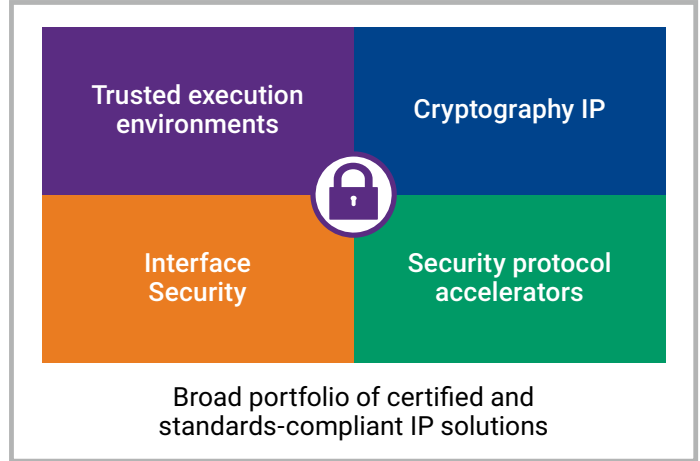 Trusted execution
environments
Cryptography IP
Interface
Security
Security protocol
accelerators
Broad portfolio of certified and
standards-compliant IP solutions